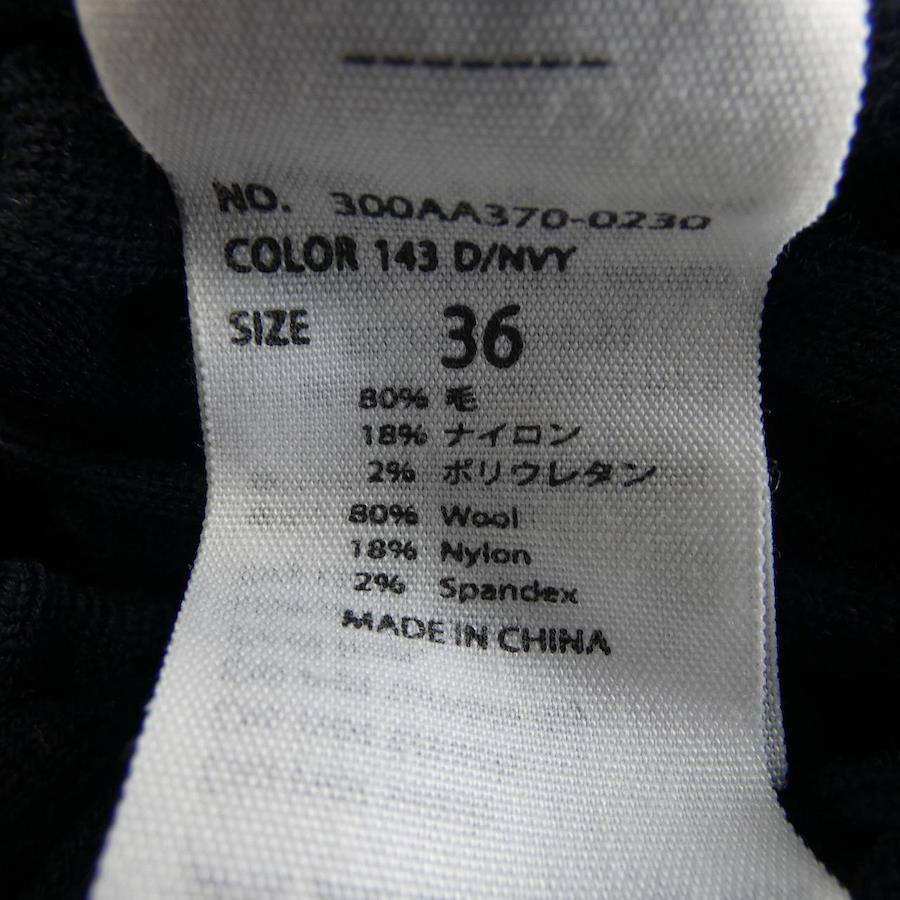 NO. 300AA370-0230
COLOR 143 D/NVY
SIZE 36
80% 毛
18% ナイロン
2% ポリウレタン
80% Wool
18% Nylon
2% Spandex
MADE IN CHINA